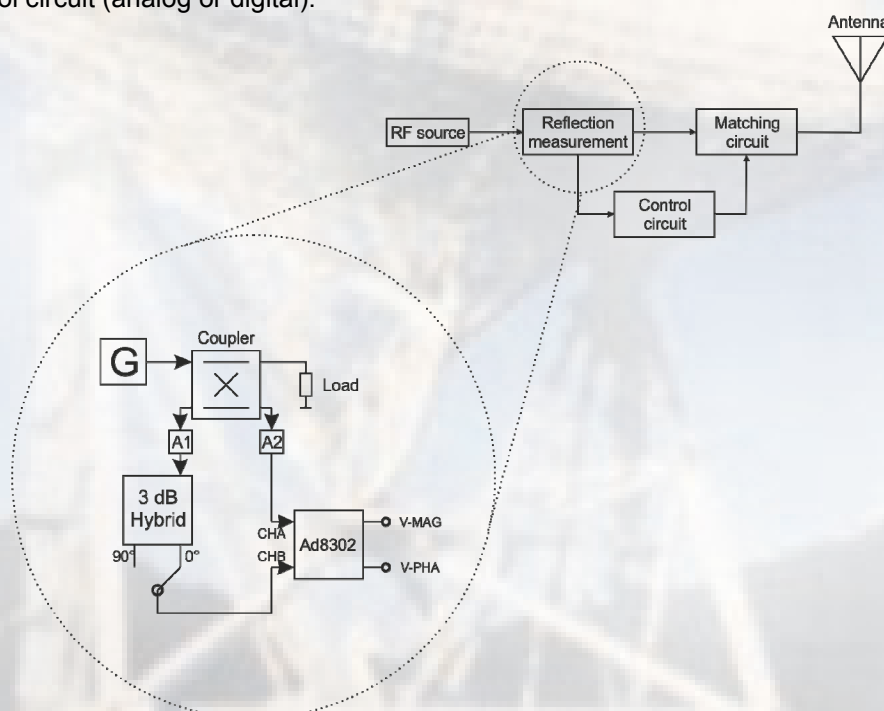 ol circuit (analog or digital).
Antenna
RF source
Reflection
measurement
Matching
circuit
Control
circuit
G
Coupler
Load
A1
A2
3 dB
Hybrid
90°
0°
CHA
CHB
Ad8302
V-MAG
V-PHA